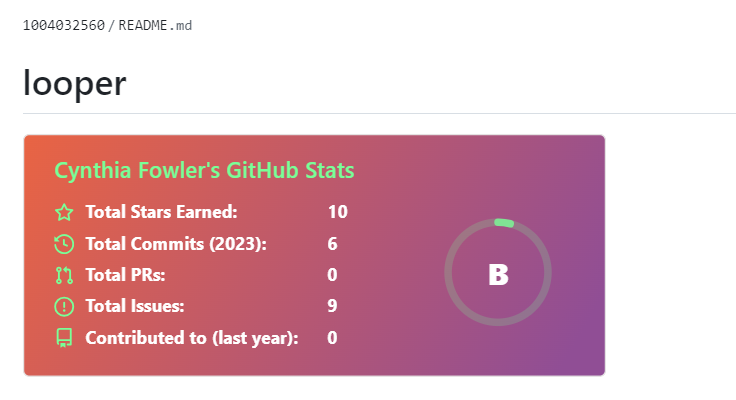 1004032560 / README.md
looper
Cynthia Fowler's GitHub Stats
Total Stars Earned: 10
Total Commits (2023): 6
Total PRs: 0
Total Issues: 9
Contributed to (last year): 0
B